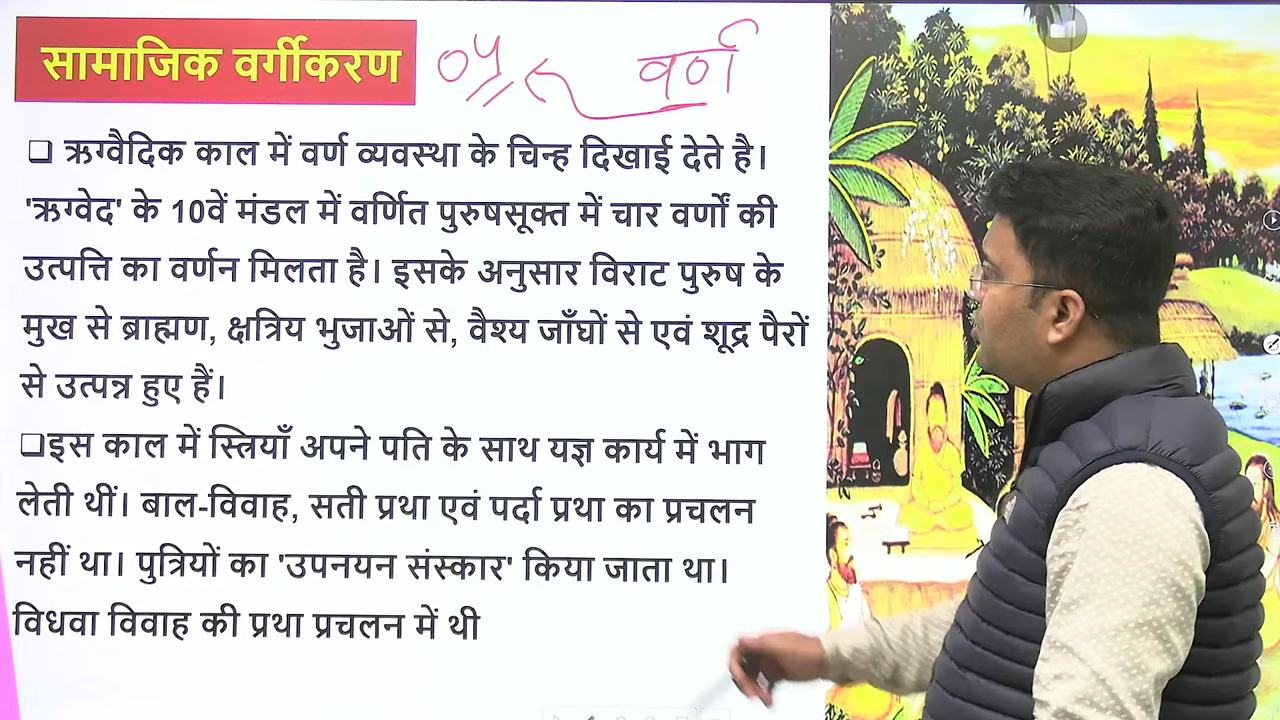 सामाजिक वर्गीकरण
वर्ण
❑ ऋग्वैदिक काल में वर्ण व्यवस्था के चिन्ह दिखाई देते है।
'ऋग्वेद' के 10वें मंडल में वर्णित पुरुषसूक्त में चार वर्णों की
उत्पत्ति का वर्णन मिलता है। इसके अनुसार विराट पुरुष के
मुख से ब्राह्मण, क्षत्रिय भुजाओं से, वैश्य जाँघों से एवं शूद्र पैरों
से उत्पन्न हुए हैं।
❑इस काल में स्त्रियाँ अपने पति के साथ यज्ञ कार्य में भाग
लेती थीं। बाल-विवाह, सती प्रथा एवं पर्दा प्रथा का प्रचलन
नहीं था। पुत्रियों का 'उपनयन संस्कार' किया जाता था।
विधवा विवाह की प्रथा प्रचलन में थी